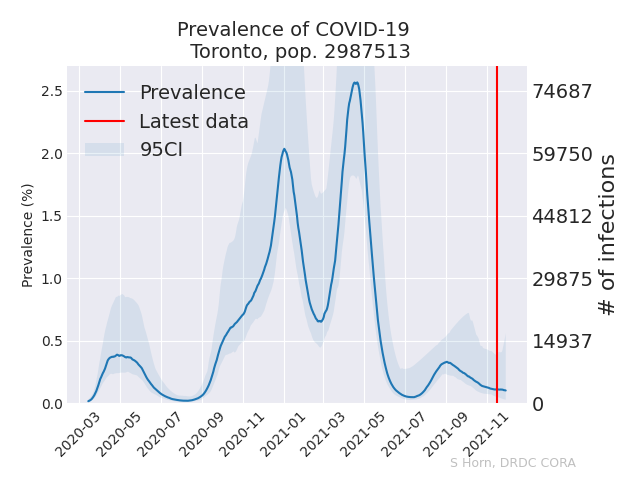 Prevalence of COVID-19
Toronto, pop. 2987513
Prevalence
Latest data
95CI
Prevalence (%)
2.5
2.0
1.5
1.0
0.5
0.0
74687
59750
44812
29875
14937
0
# of infections
2020-03
2020-05
2020-07
2020-09
2020-11
2021-01
2021-03
2021-05
2021-07
2021-09
2021-11
S Horn, DRDC CORA